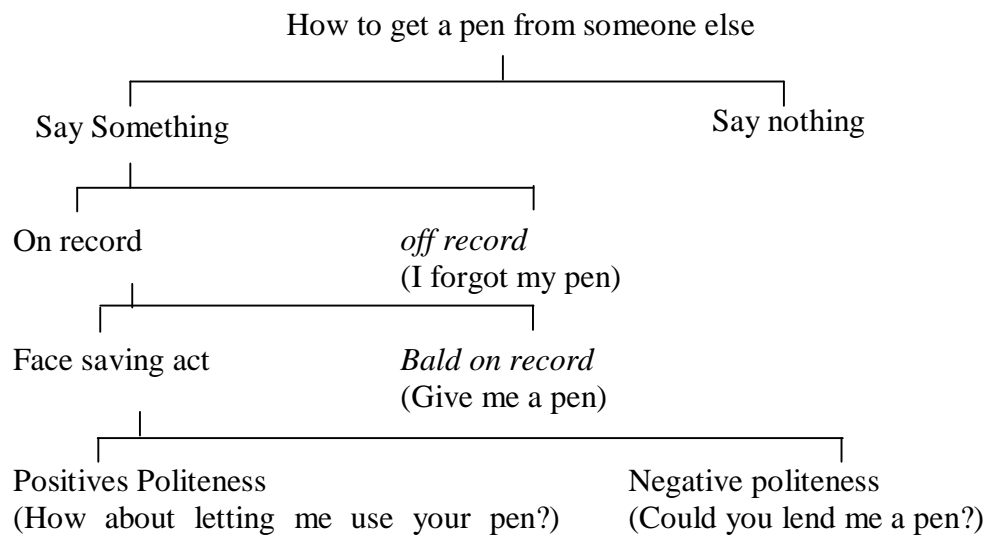 How to get a pen from someone else
Say Something
Say nothing
On record
off record
(I forgot my pen)
Face saving act
Bald on record
(Give me a pen)
Positives Politeness
(How about letting me use your pen?)
Negative politeness
(Could you lend me a pen?)